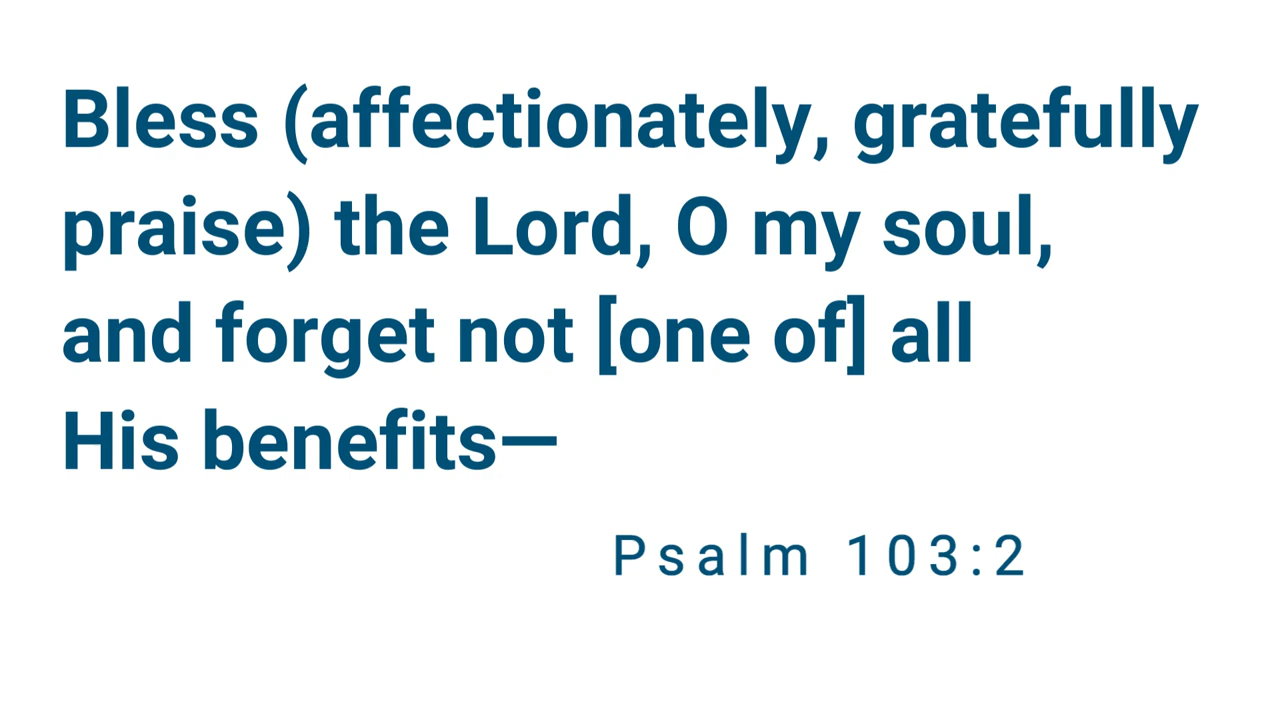 Bless (affectionately, gratefully
praise) the Lord, O my soul,
and forget not [one of] all
His benefits—
Psalm 103:2